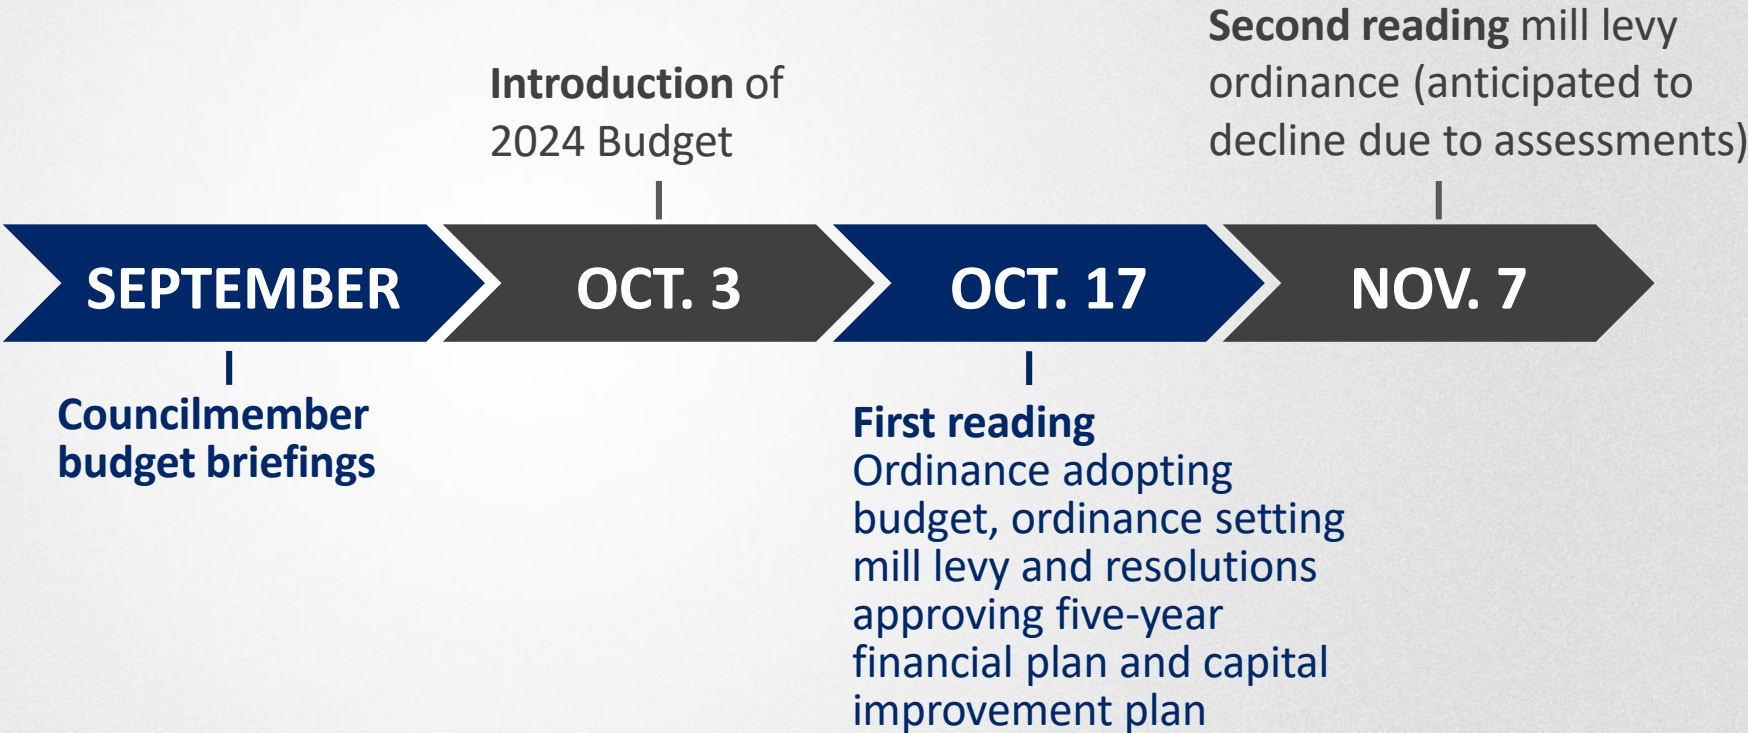 Second reading mill levy
ordinance (anticipated to
decline due to assessments)
Introduction of
2024 Budget
SEPTEMBER
OCT. 3
OCT. 17
NOV. 7
Councilmember
budget briefings
First reading
Ordinance adopting
budget, ordinance setting
mill levy and resolutions
approving five-year
financial plan and capital
improvement plan